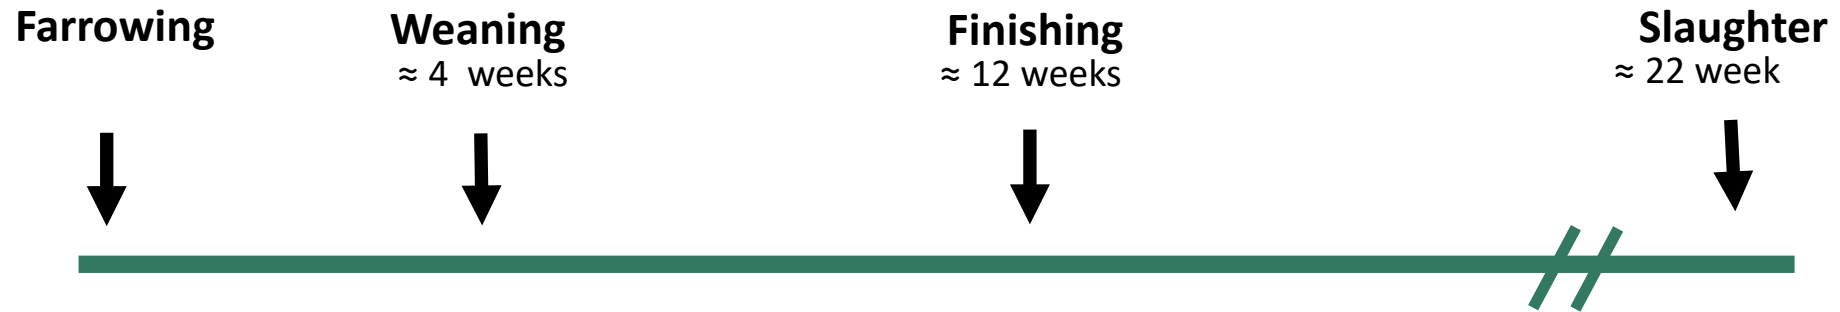 Farrowing
Weaning
≈ 4 weeks
Finishing
≈ 12 weeks
Slaughter
≈ 22 week